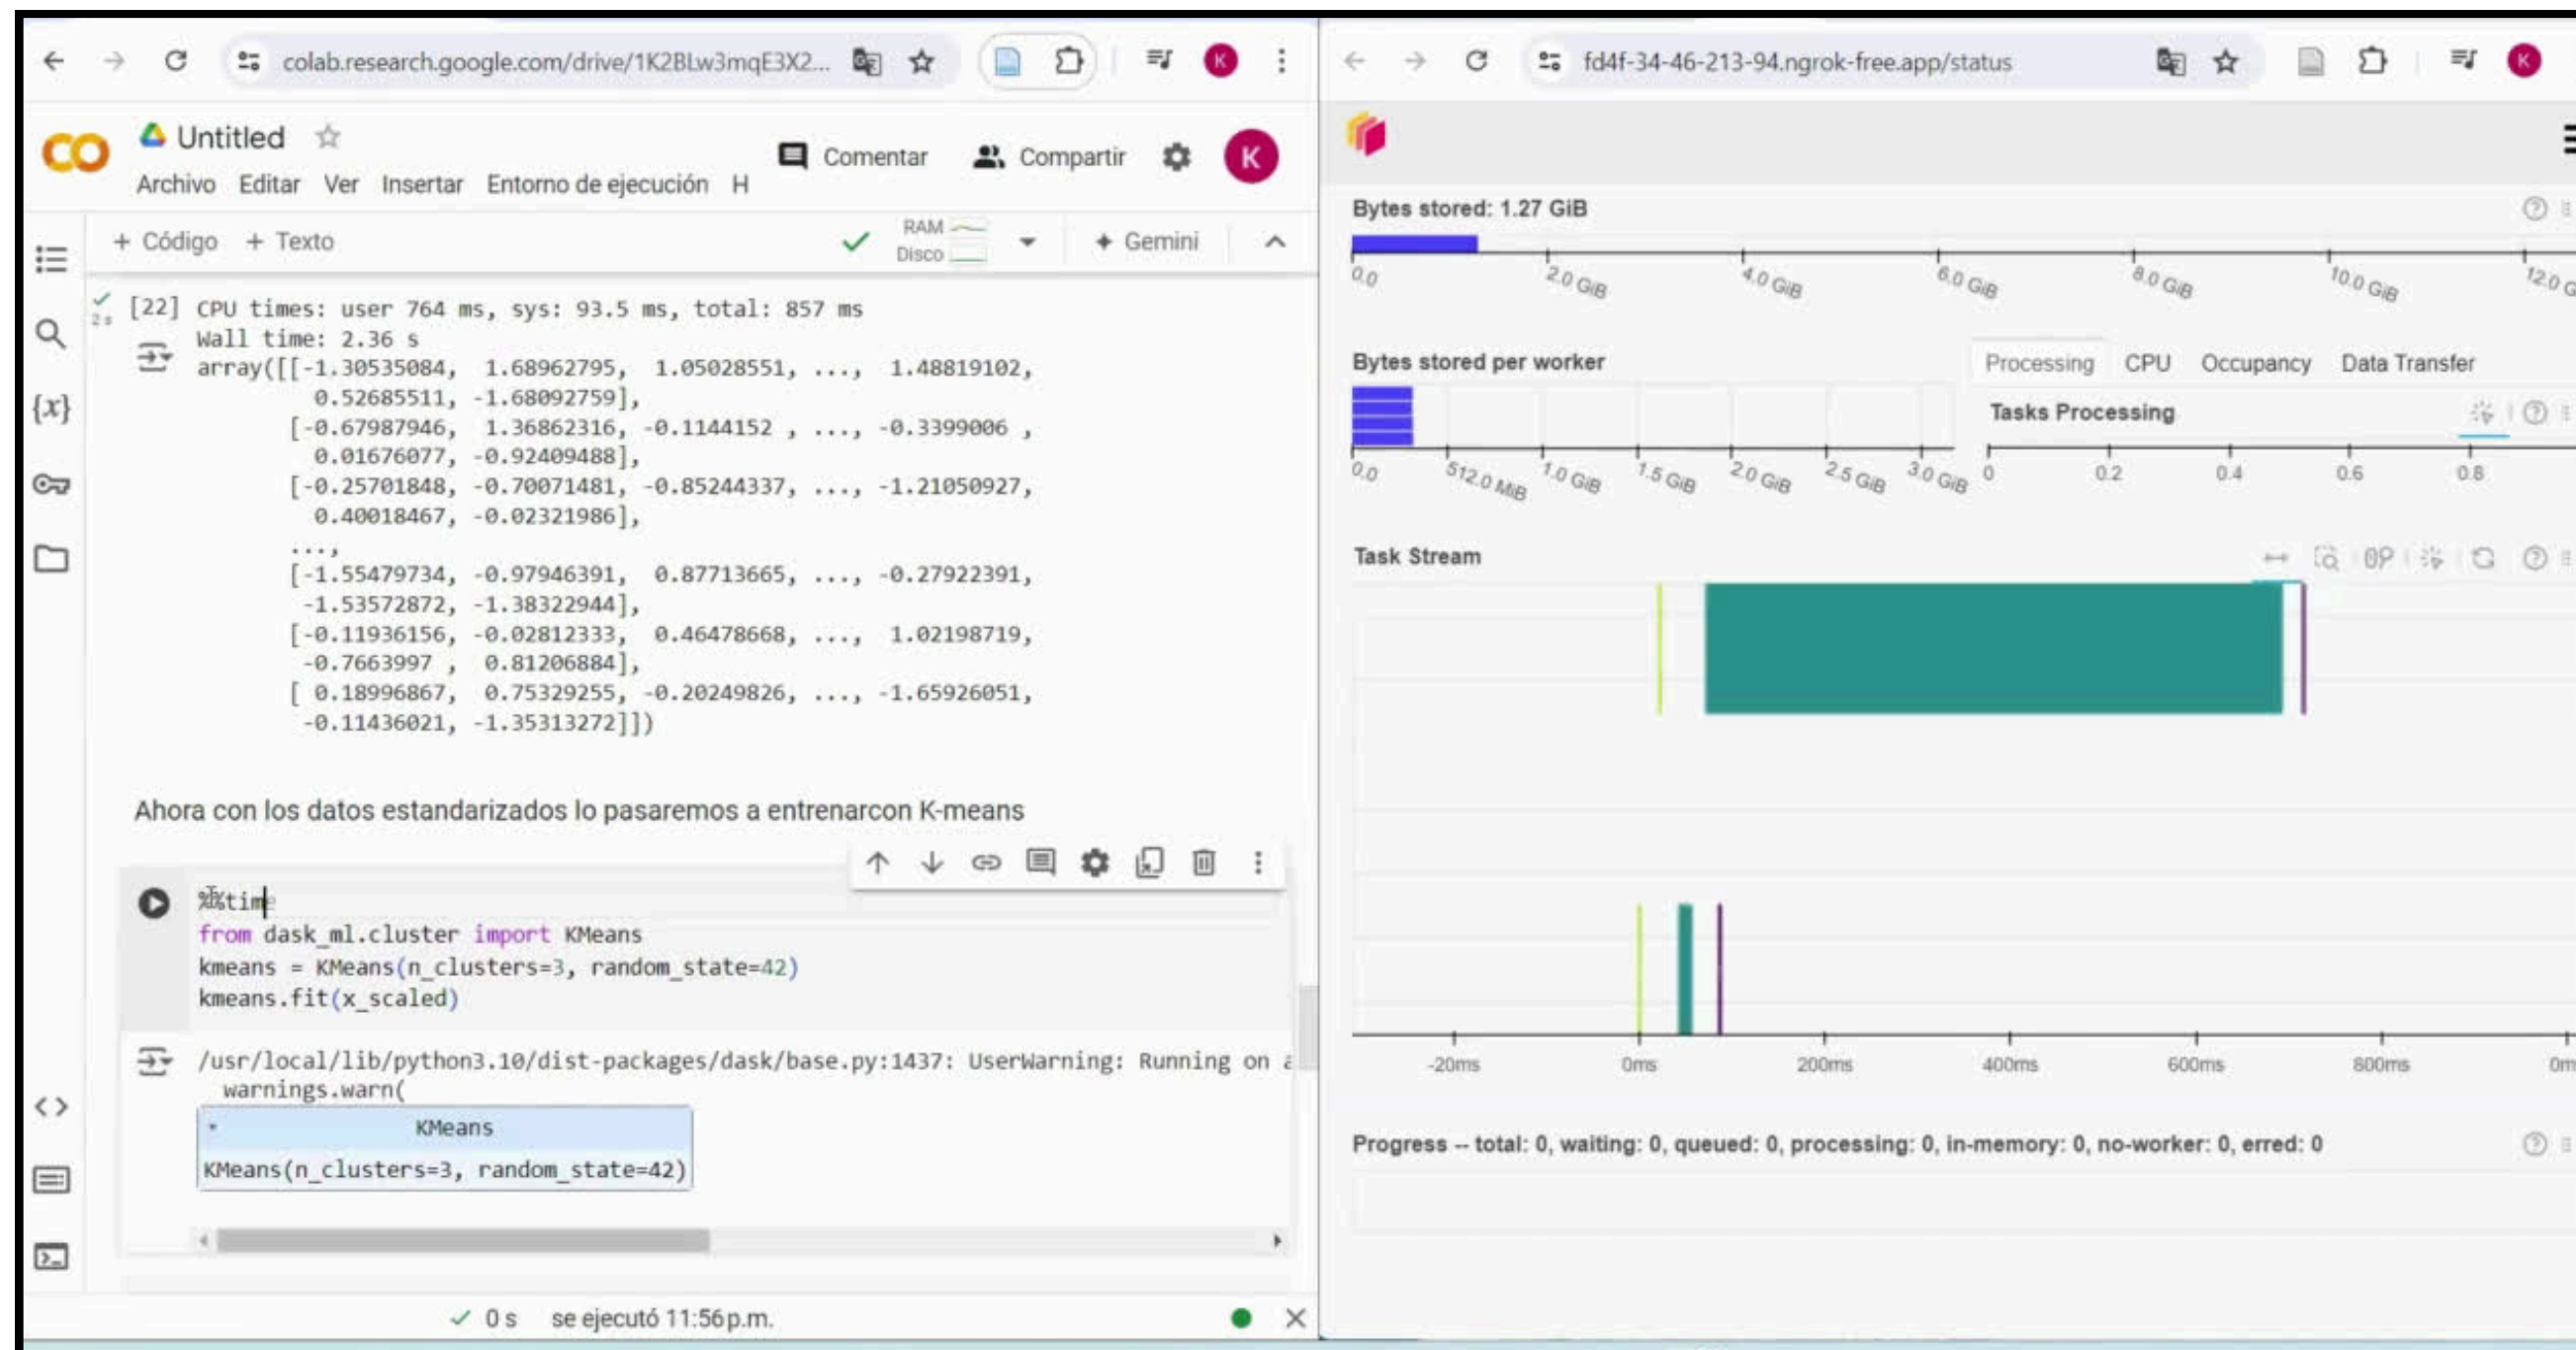 colab.research.google.com/drive/1K2BLw3mqE3X2...
K
CO
Untitled
Comentar
Compartir
K
Archivo Editar Ver Insertar Entorno de ejecución H
+ Código + Texto
RAM
Disco
Gemini
[22] CPU times: user 764 ms, sys: 93.5 ms, total: 857 ms
2 s
Wall time: 2.36 s
array([[-1.30535084, 1.68962795, 1.05028551, ..., 1.48819102,
0.52685511, -1.68092759],
[-0.67987946, 1.36862316, -0.1144152 , ..., -0.3399006 ,
0.01676077, -0.92409488],
[-0.25701848, -0.70071481, -0.85244337, ..., -1.21050927,
0.40018467, -0.02321986],
...,
[-1.55479734, -0.97946391, 0.87713665, ..., -0.27922391,
-1.53572872, -1.38322944],
[-0.11936156, -0.02812333, 0.46478668, ..., 1.02198719,
-0.7663997 , 0.81206884],
[ 0.18996867, 0.75329255, -0.20249826, ..., -1.65926051,
-0.11436021, -1.35313272]])
{x}
Ahora con los datos estandarizados lo pasaremos a entrenarcon K-means
%%time
from dask_ml.cluster import KMeans
kmeans = KMeans(n_clusters=3, random_state=42)
kmeans.fit(x_scaled)
/usr/local/lib/python3.10/dist-packages/dask/base.py:1437: UserWarning: Running on a
warnings.warn(
KMeans
KMeans(n_clusters=3, random_state=42)
0 s se ejecutó 11:56 p.m.
fd4f-34-46-213-94.ngrok-free.app/status
K
Bytes stored: 1.27 GiB
0.0 2.0 GiB 4.0 GiB 6.0 GiB 8.0 GiB 10.0 GiB 12.0 G
Bytes stored per worker
0.0 512.0 MiB 1.0 GiB 1.5 GiB 2.0 GiB 2.5 GiB 3.0 GiB
Processing CPU Occupancy Data Transfer
Tasks Processing
0 0.2 0.4 0.6 0.8
Task Stream
-20ms 0ms 200ms 400ms 600ms 800ms 0m
Progress -- total: 0, waiting: 0, queued: 0, processing: 0, in-memory: 0, no-worker: 0, erred: 0